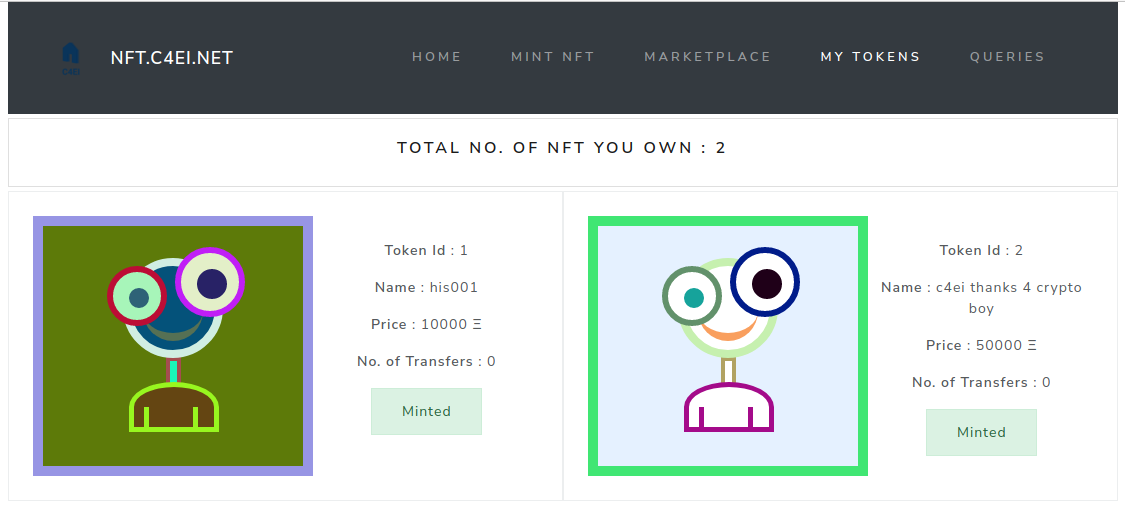 C4EI
NFT.C4EI.NET
HOME
MINT NFT
MARKETPLACE
MY TOKENS
QUERIES
TOTAL NO. OF NFT YOU OWN : 2
Token Id : 1
Name : his001
Price : 10000 Ξ
No. of Transfers : 0
Minted
Token Id : 2
Name : c4ei thanks 4 crypto
boy
Price : 50000 Ξ
No. of Transfers : 0
Minted